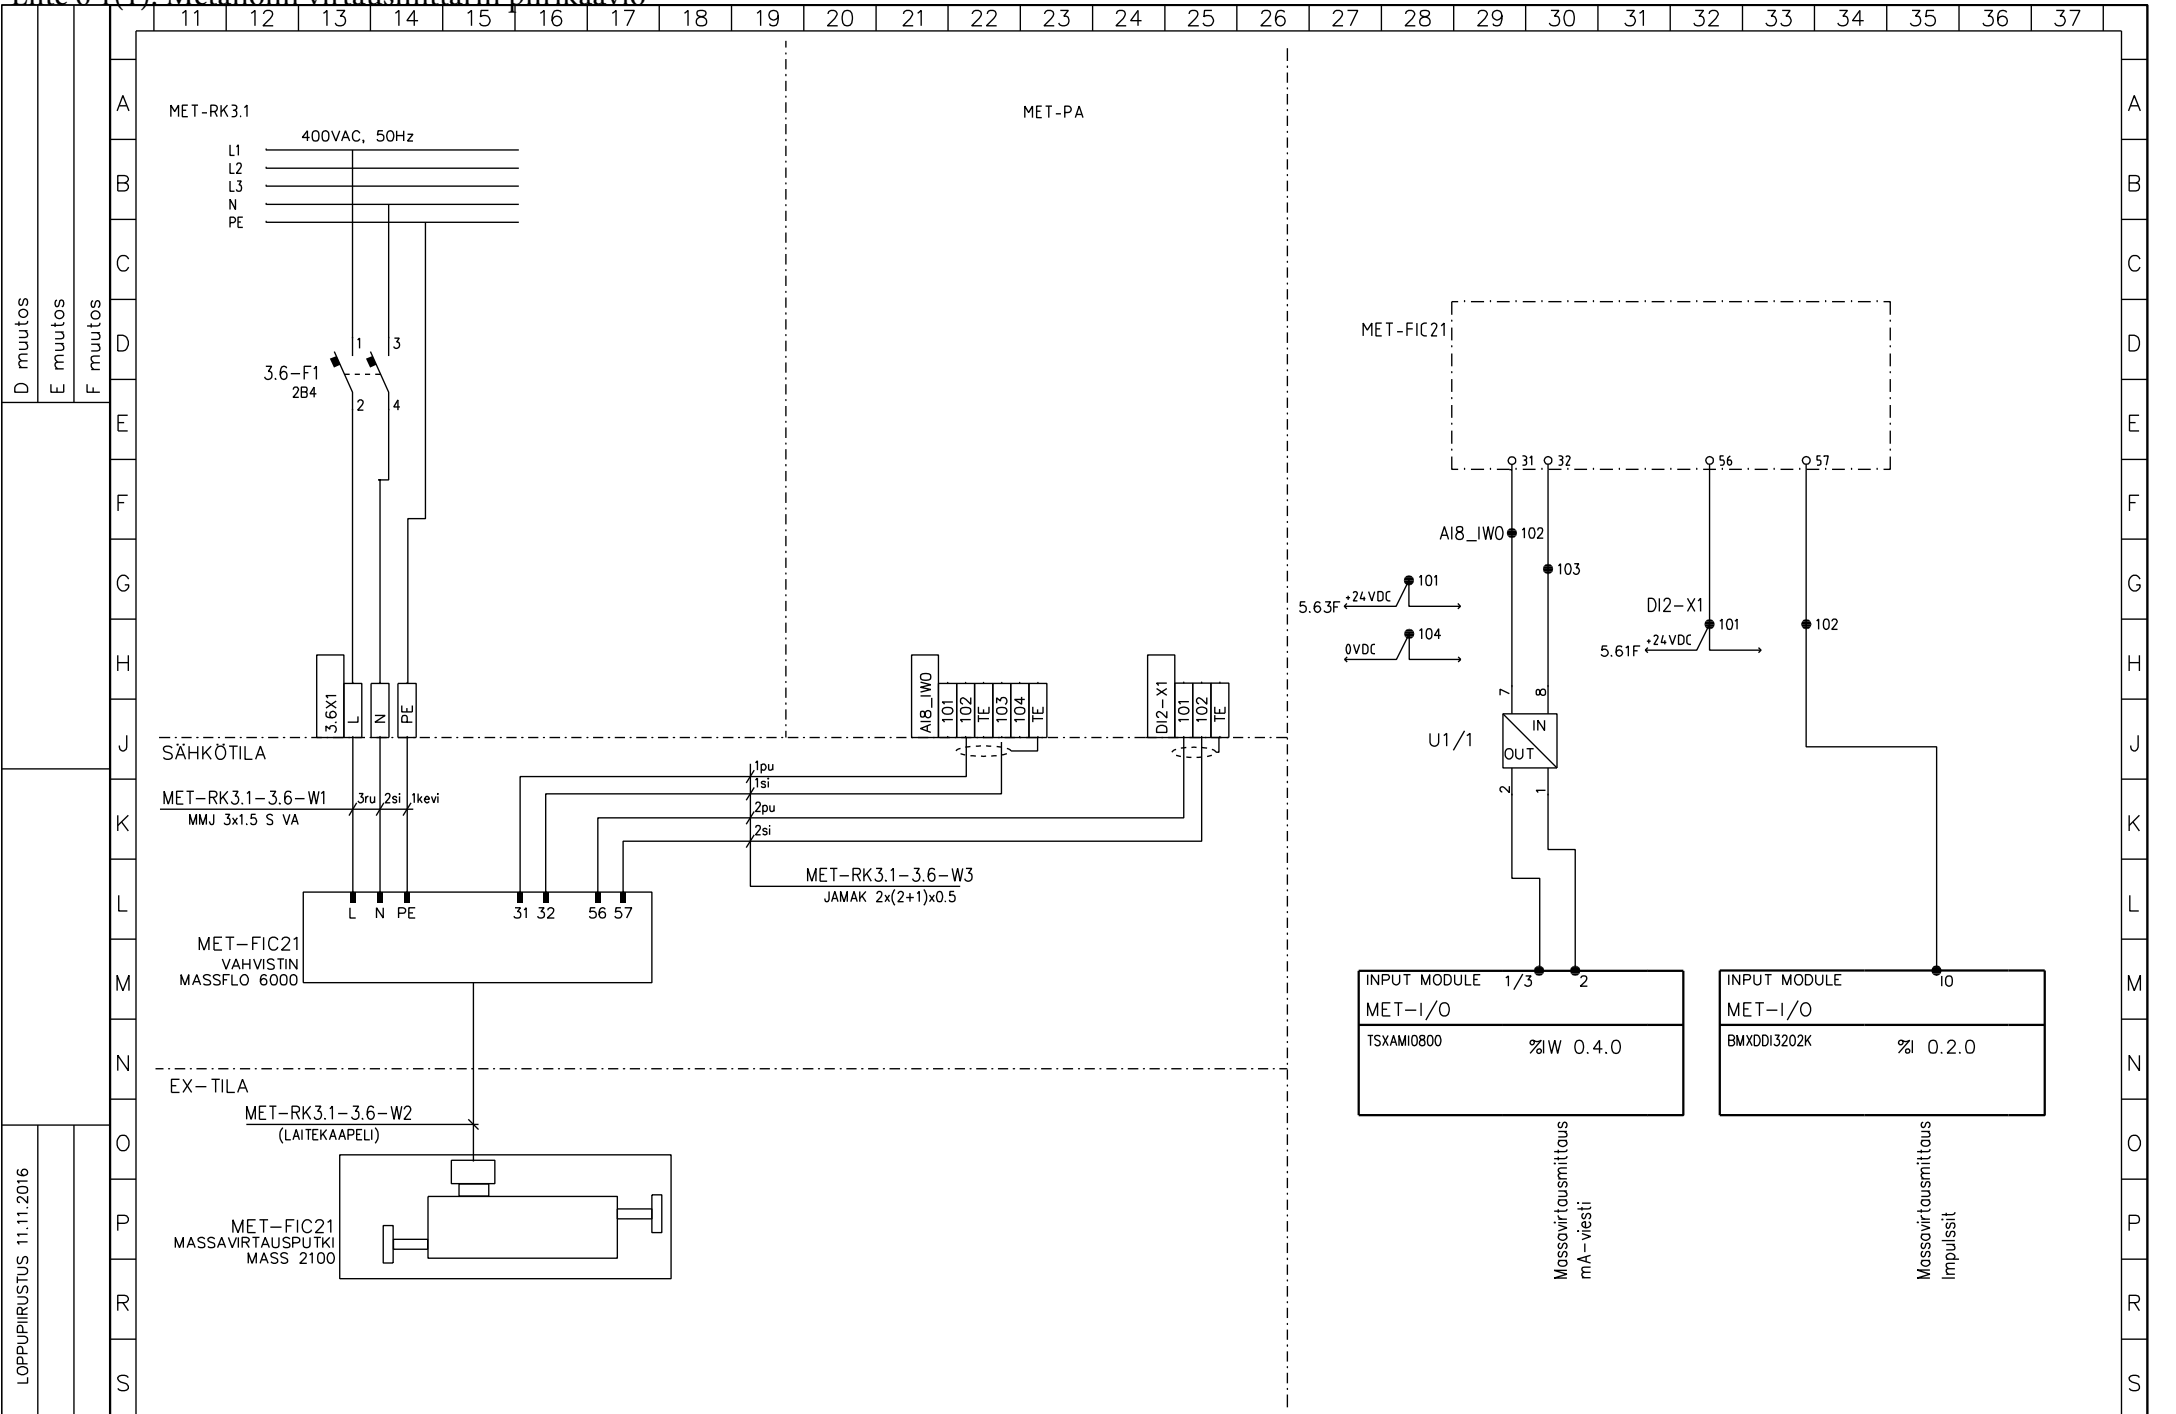 11 12 13 14 15 16 17 18 19 20 21 22 23 24 25 26 27 28 29 30 31 32 33 34 35 36 37
D muutos
E muutos
F muutos
LOPPUPIIRUSTUS 11.11.2016
A A
B B
C C
D D
E E
F F
G G
H H
J J
K K
L L
M M
N N
O O
P P
R R
S S
MET-RK3.1
400VAC, 50Hz
L1
L2
L3
N
PE
1 3
3.6-F1
2B4
2 4
3.6X1 L N PE
SÄHKÖTILA
MET-RK3.1-3.6-W1
MMJ 3x1.5 S VA
3ru 2si 1kevi
L N PE 31 32 56 57
MET-FIC21
VAHVISTIN
MASSFLO 6000
EX-TILA
MET-RK3.1-3.6-W2
(LAITEKAAPELI)
MET-FIC21
MASSAVIRTAUSPUTKI
MASS 2100
MET-PA
AI8_IW0 101 102 TE 103 104 TE
DI2-X1 101 102 TE
1pu
1si
2pu
2si
MET-RK3.1-3.6-W3
JAMAK 2x(2+1)x0.5
MET-FIC21
31 32 56 57
AI8_IW0 102
103
101
5.63F +24VDC
104
0VDC
DI2-X1
101 102
5.61F +24VDC
7 8
U1/1
IN
OUT
2 1
INPUT MODULE 1/3 2
MET-I/O
TSXAMI0800 %IW 0.4.0
INPUT MODULE 10
MET-I/O
BMXDDI3202K %I 0.2.0
Massavirtausmittaus
mA-viesti
Massavirtausmittaus
Impulssit